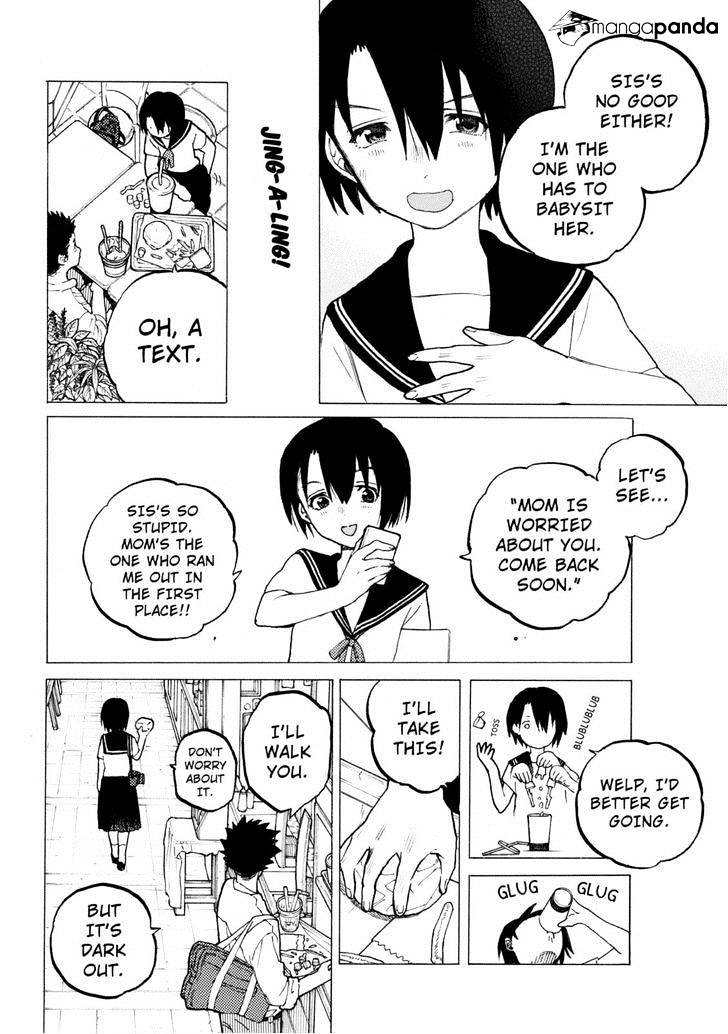 mangapanda
SIS'S
NO GOOD
EITHER!
I'M THE
ONE WHO
HAS TO
BABYSIT
HER.
JING-A-LING!
OH, A
TEXT.
LET'S
SEE...
"MOM IS
WORRIED
ABOUT YOU.
COME BACK
SOON."
SIS'S SO
STUPID.
MOM'S THE
ONE WHO RAN
ME OUT IN
THE FIRST
PLACE!!
TOSS
BLUBLUBLUB
WELP, I'D
BETTER GET
GOING.
GLUG
GLUG
I'LL
TAKE
THIS!
I'LL
WALK
YOU.
DON'T
WORRY
ABOUT
IT.
BUT
IT'S
DARK
OUT.